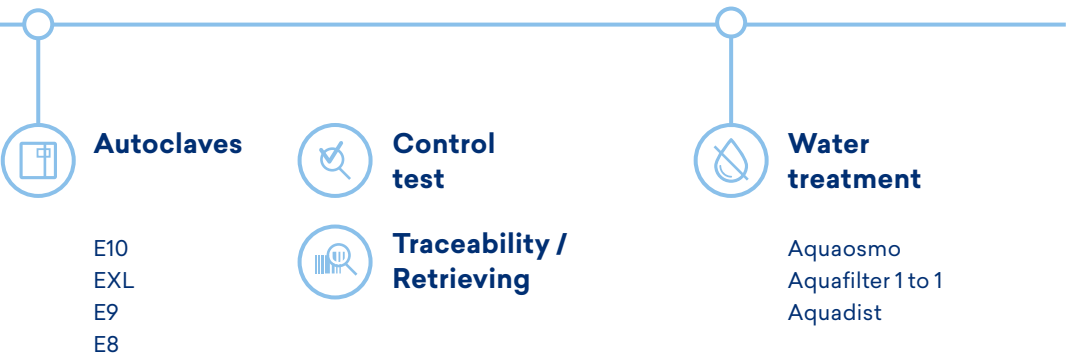 Autoclaves
E10
EXL
E9
E8
Control
test
Traceability /
Retrieving
Water
treatment
Aquaosmo
Aquafilter 1 to 1
Aquadist